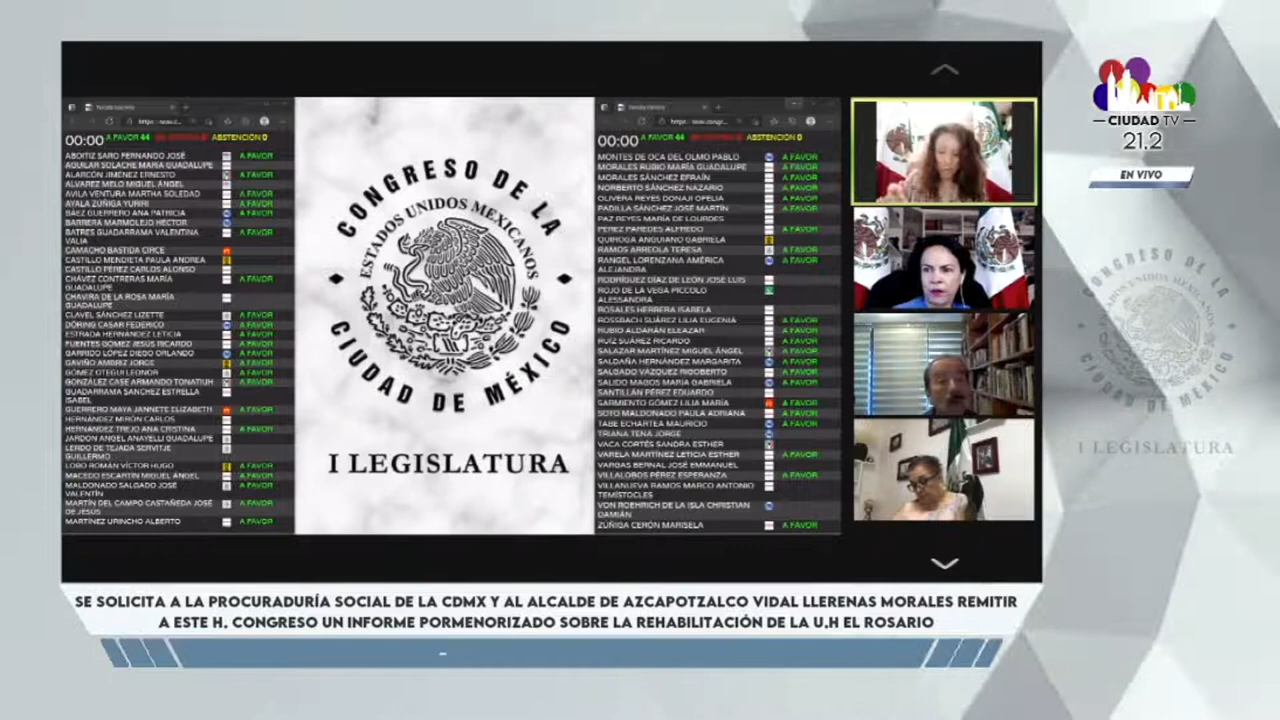 00:00 A FAVOR 44 ABSTENCIÓN 0
ABOITIZ SARO FERNANDO JOSÉ A FAVOR
AGUILAR SOLACHE MARÍA GUADALUPE
ALARCÓN JIMÉNEZ ERNESTO A FAVOR
ÁLVAREZ MELO MIGUEL ÁNGEL
ÁVILA VENTURA MARTHA SOLEDAD A FAVOR
AYALA ZÚÑIGA YURIRI A FAVOR
BÁEZ GUERRERO ANA PATRICIA A FAVOR
BARRERA MARMOLEJO HÉCTOR
BATRES GUADARRAMA VALENTINA A FAVOR
VALIA
CAMACHO BASTIDA CIRCE
CASTILLO MENDIETA PAULA ANDREA
CASTILLO PÉREZ CARLOS ALONSO
CHÁVEZ CONTRERAS MARÍA A FAVOR
GUADALUPE
CHAVIRA DE LA ROSA MARÍA
GUADALUPE
CLAVEL SÁNCHEZ LIZETTE A FAVOR
DÖRING CASAR FEDERICO A FAVOR
ESTRADA HERNÁNDEZ LETICIA A FAVOR
FUENTES GÓMEZ JESÚS RICARDO A FAVOR
GARRIDO LÓPEZ DIEGO ORLANDO A FAVOR
GAVIÑO AMBRIZ JORGE A FAVOR
GÓMEZ OTEGUI LEONOR A FAVOR
GONZÁLEZ CASE ARMANDO TONATIUH A FAVOR
GUADARRAMA SÁNCHEZ ESTRELLA
ISABEL
GUERRERO MAYA JANNETE ELIZABETH A FAVOR
HERNÁNDEZ MIRÓN CARLOS
HERNÁNDEZ TREJO ANA CRISTINA A FAVOR
JARDON ANGEL ANAYELLI GUADALUPE
LERDO DE TEJADA SERVITJE
GUILLERMO
LOBO ROMÁN VÍCTOR HUGO A FAVOR
MACEDO ESCARTÍN MIGUEL ÁNGEL A FAVOR
MALDONADO SALGADO JOSÉ A FAVOR
VALENTÍN
MARTÍN DEL CAMPO CASTAÑEDA JOSÉ A FAVOR
DE JESÚS
MARTÍNEZ URINCHO ALBERTO A FAVOR
CONGRESO DE LA
ESTADOS UNIDOS MEXICANOS
CIUDAD DE MÉXICO
I LEGISLATURA
00:00 A FAVOR 44 ABSTENCIÓN 0
MONTES DE OCA DEL OLMO PABLO A FAVOR
MORALES RUBIO MARÍA GUADALUPE A FAVOR
MORALES SÁNCHEZ EFRAÍN A FAVOR
NORBERTO SÁNCHEZ NAZARIO A FAVOR
OLIVERA REYES DONAJI OFELIA A FAVOR
PADILLA SÁNCHEZ JOSÉ MARTÍN A FAVOR
PAZ REYES MARÍA DE LOURDES
PÉREZ PAREDES ALFREDO A FAVOR
QUIROGA ANGUIANO GABRIELA
RAMOS ARREOLA TERESA A FAVOR
RANGEL LORENZANA AMÉRICA A FAVOR
ALEJANDRA
RODRÍGUEZ DÍAZ DE LEÓN JOSÉ LUIS
ROJO DE LA VEGA PICCOLO
ALESSANDRA
ROSALES HERRERA ISABELA
ROSSBACH SUÁREZ LILIA EUGENIA A FAVOR
RUBIO ALDARÁN ELEAZAR A FAVOR
RUÍZ SUÁREZ RICARDO A FAVOR
SALAZAR MARTÍNEZ MIGUEL ÁNGEL A FAVOR
SALDAÑA HERNÁNDEZ MARGARITA A FAVOR
SALGADO VÁZQUEZ RIGOBERTO A FAVOR
SALIDO MAGOS MARÍA GABRIELA A FAVOR
SANTILLÁN PÉREZ EDUARDO
SARMIENTO GÓMEZ LILIA MARÍA A FAVOR
SOTO MALDONADO PAULA ADRIANA A FAVOR
TABE ECHARTEA MAURICIO A FAVOR
TRIANA TENA JORGE
VACA CORTÉS SANDRA ESTHER
VARELA MARTÍNEZ LETICIA ESTHER A FAVOR
VARGAS BERNAL JOSÉ EMMANUEL
VILLALOBOS PÉREZ ESPERANZA A FAVOR
VILLANUEVA RAMOS MARCO ANTONIO
TEMÍSTOCLES
VON ROEHRICH DE LA ISLA CHRISTIAN
DAMIÁN
ZÚÑIGA CERÓN MARISELA A FAVOR
CIUDAD TV
21.2
EN VIVO
CONGRESO DE LA
CIUDAD DE MÉXICO
I LEGISLATURA
SE SOLICITA A LA PROCURADURÍA SOCIAL DE LA CDMX Y AL ALCALDE DE AZCAPOTZALCO VIDAL LLERENAS MORALES REMITIR
A ESTE H. CONGRESO UN INFORME PORMENORIZADO SOBRE LA REHABILITACIÓN DE LA U,H EL ROSARIO